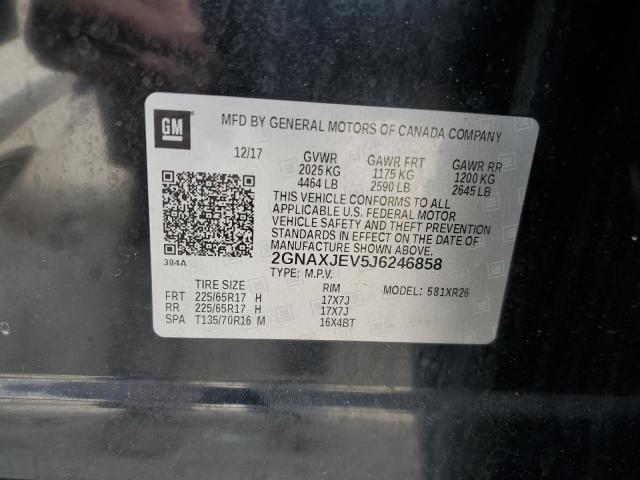 GM
MFD BY GENERAL MOTORS OF CANADA COMPANY
12/17 GVWR GAWR FRT GAWR RR
2025 KG 1175 KG 1200 KG
4464 LB 2590 LB 2645 LB
THIS VEHICLE CONFORMS TO ALL
APPLICABLE U.S. FEDERAL MOTOR
VEHICLE SAFETY AND THEFT PREVENTION
STANDARDS IN EFFECT ON THE DATE OF
MANUFACTURE SHOWN ABOVE.
384A 2GNAXJEV5J6246858
TYPE: M.P.V.
TIRE SIZE RIM MODEL: 581XR26
FRT 225/65R17 H 17X7J
RR 225/65R17 H 17X7J
SPA T135/70R16 M 16X4BT